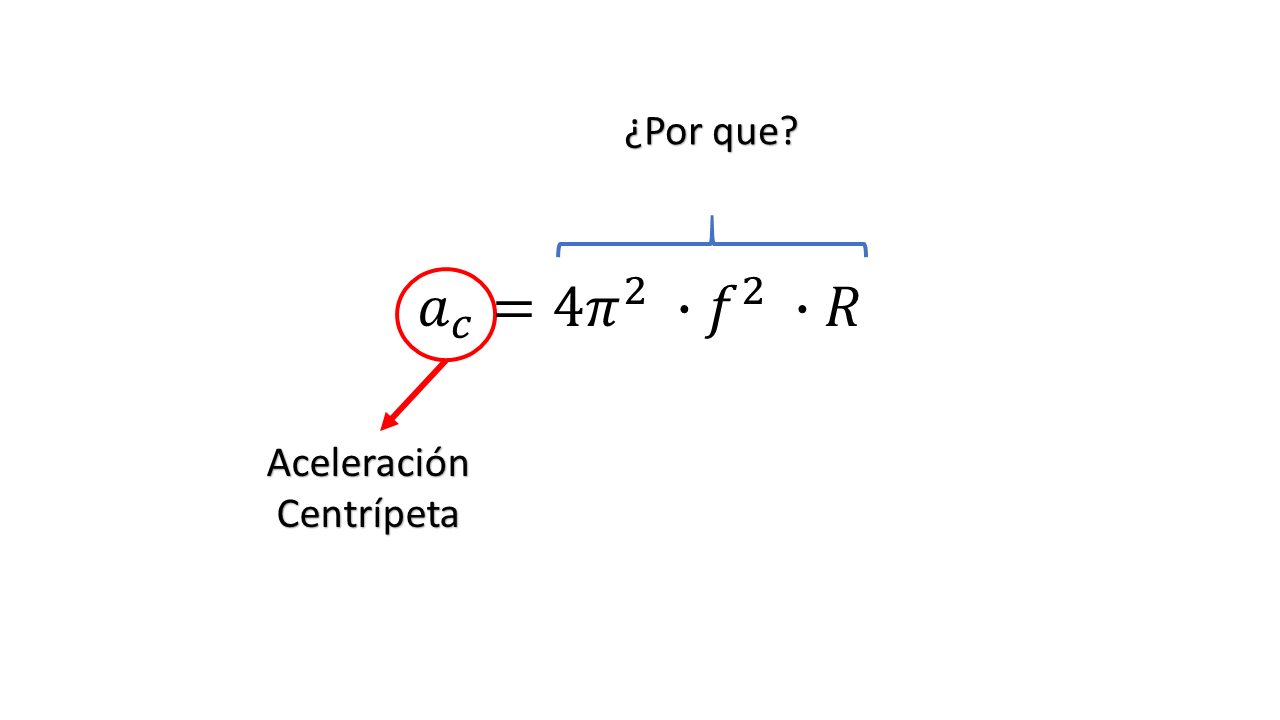 ¿Por que?
a_c = 4π² · f² · R
Aceleración
Centrípeta